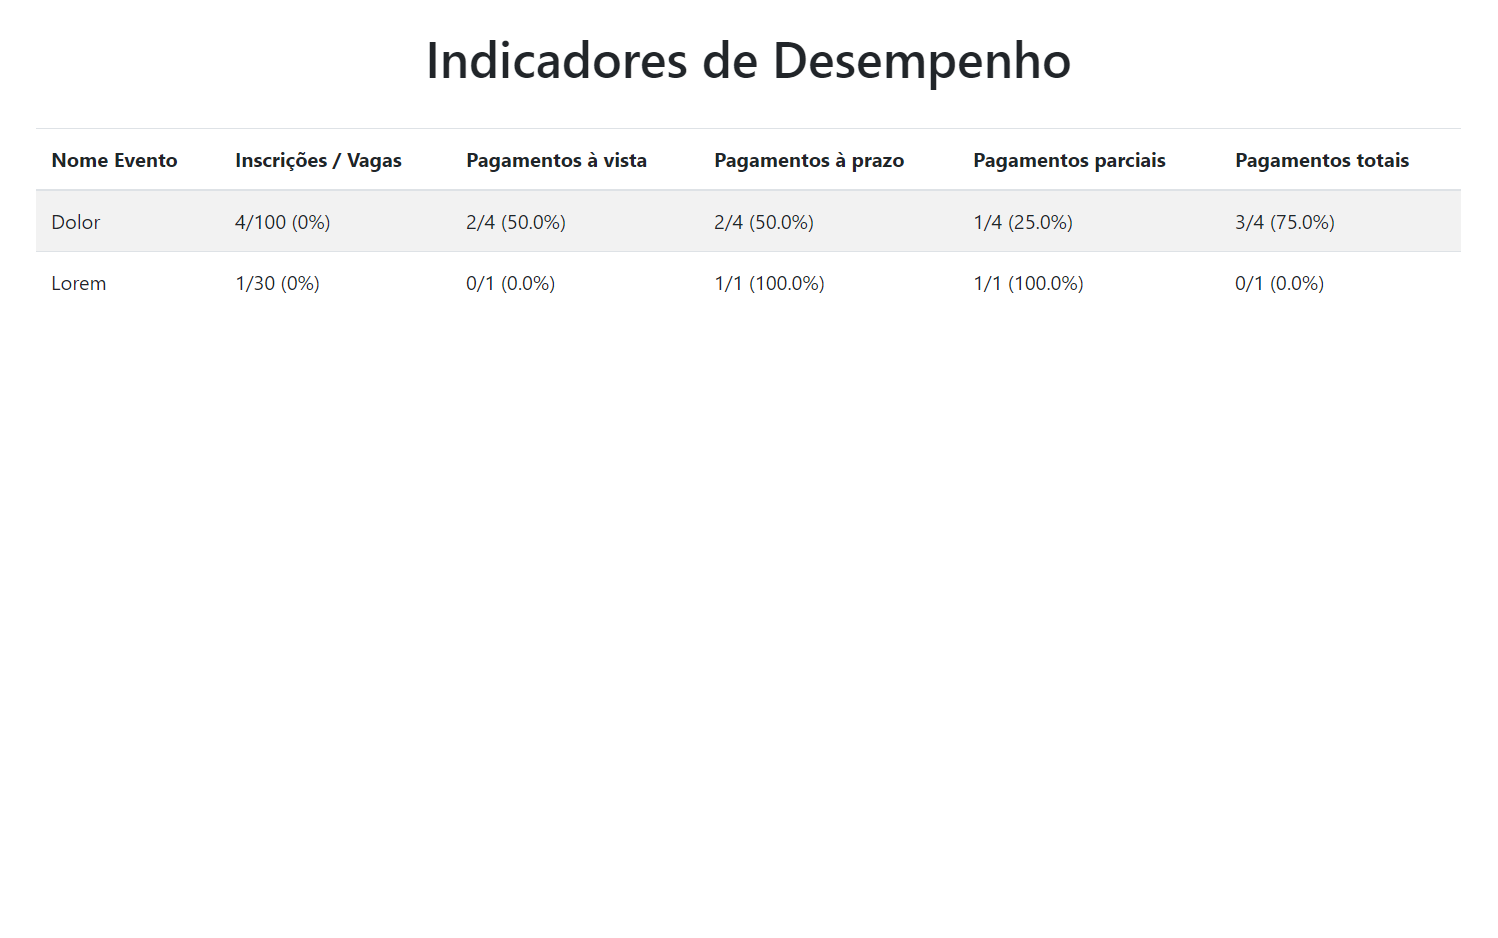 Indicadores de Desempenho
Nome Evento Inscrições / Vagas Pagamentos à vista Pagamentos à prazo Pagamentos parciais Pagamentos totais
Dolor 4/100 (0%) 2/4 (50.0%) 2/4 (50.0%) 1/4 (25.0%) 3/4 (75.0%)
Lorem 1/30 (0%) 0/1 (0.0%) 1/1 (100.0%) 1/1 (100.0%) 0/1 (0.0%)